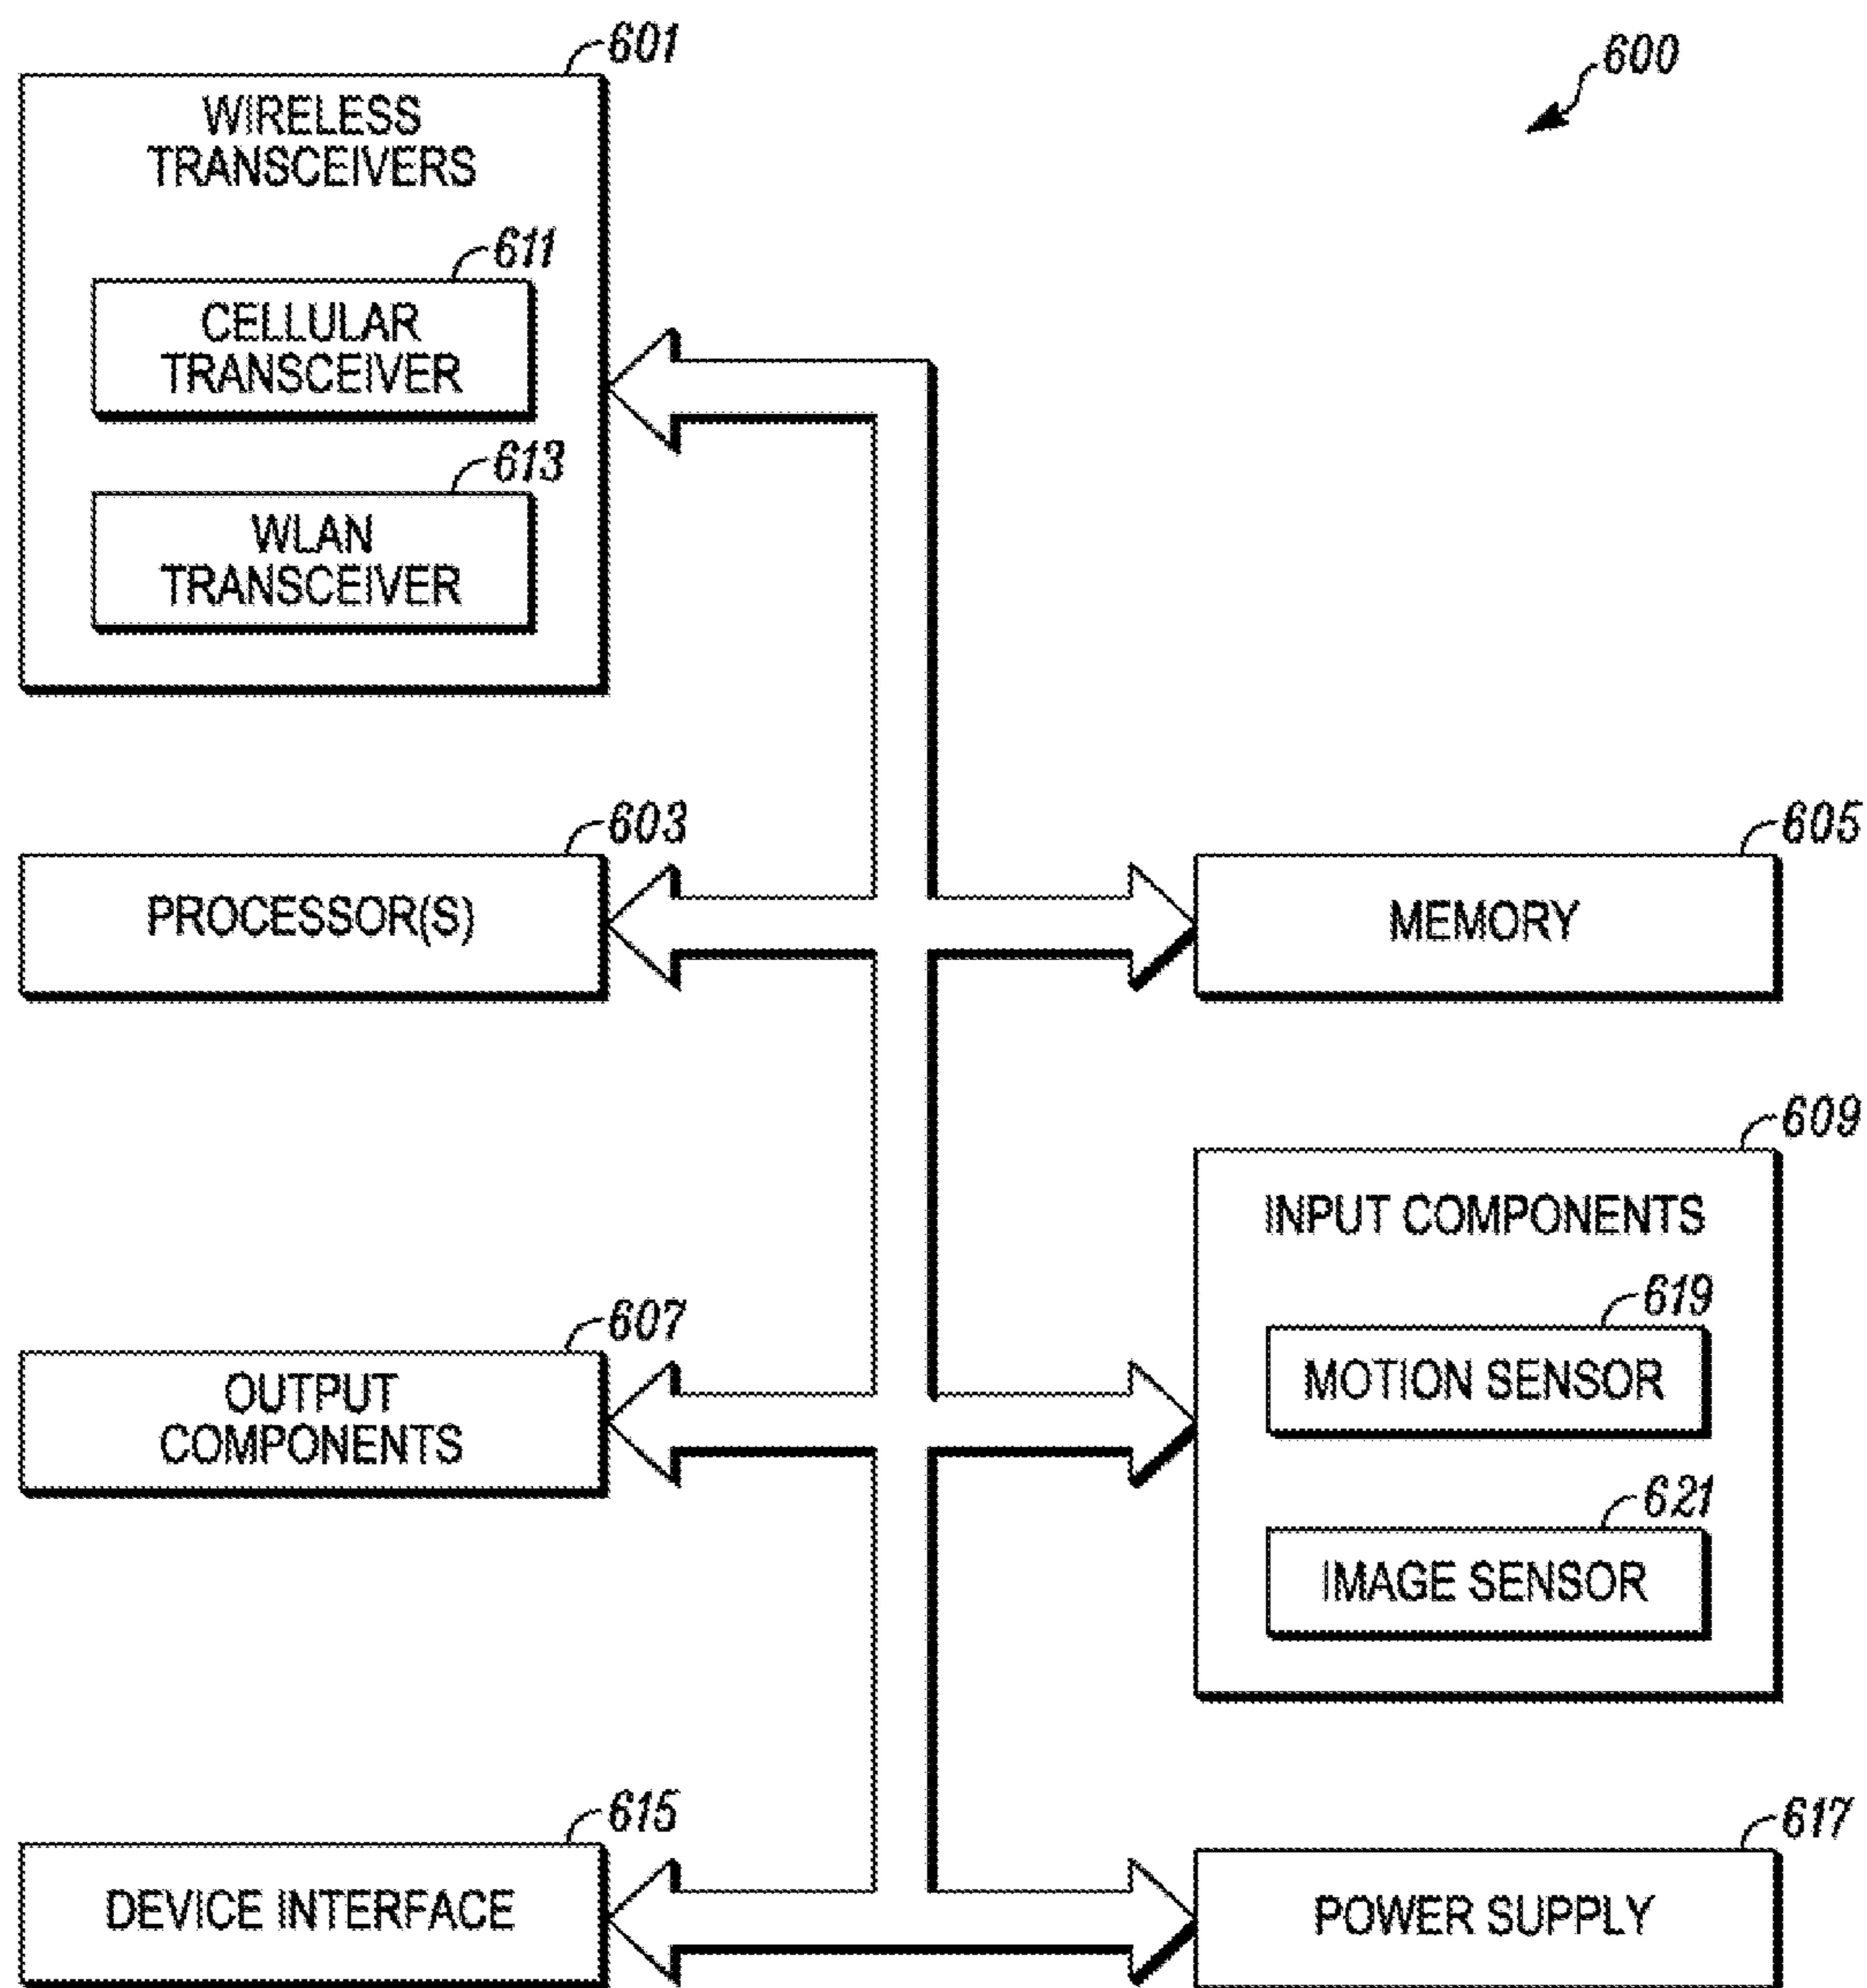 601
600
WIRELESS
TRANSCEIVERS
611
CELLULAR
TRANSCEIVER
613
WLAN
TRANSCEIVER
603
PROCESSOR(S)
605
MEMORY
609
INPUT COMPONENTS
619
MOTION SENSOR
621
IMAGE SENSOR
607
OUTPUT
COMPONENTS
615
DEVICE INTERFACE
617
POWER SUPPLY